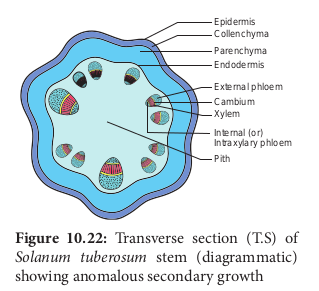 Epidermis
Collenchyma
Parenchyma
Endodermis
External phloem
Cambium
Xylem
Internal (or)
Intraxylary phloem
Pith
Figure 10.22: Transverse section (T.S) of
Solanum tuberosum stem (diagrammatic)
showing anomalous secondary growth